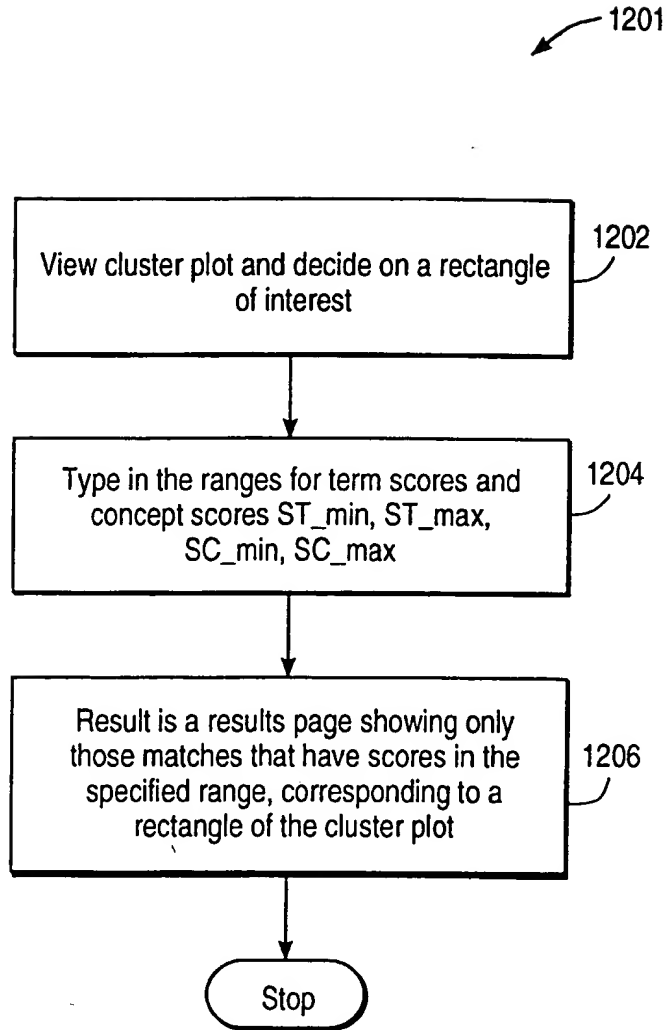 1201
View cluster plot and decide on a rectangle
of interest
1202
Type in the ranges for term scores and
concept scores ST_min, ST_max,
SC_min, SC_max
1204
Result is a results page showing only
those matches that have scores in the
specified range, corresponding to a
rectangle of the cluster plot
1206
Stop